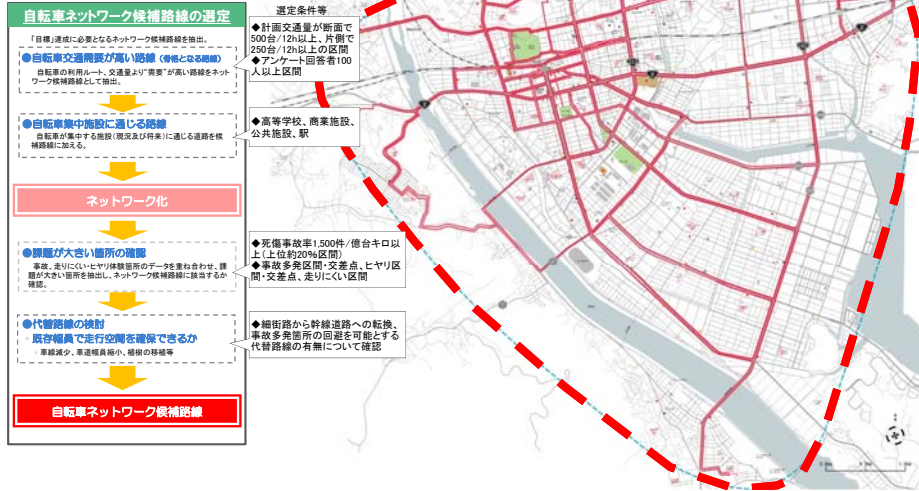 自転車ネットワーク候補路線の選定
「目標」達成に必要となるネットワーク候補路線を抽出。
●自転車交通需要が高い路線（骨格となる路線）
自転車の利用ルート、交通量より“需要”が高い路線をネッ
トワーク候補路線として抽出。
●自転車集中施設に通じる路線
自転車が集中する施設（現況及び将来）に通じる道路を候
補路線に加える。
ネットワーク化
●課題が大きい箇所の確認
事故、走りにくい・ヒヤリ体験箇所のデータを重ね合わせ、課
題が大きい箇所を抽出し、ネットワーク候補路線に該当するか
確認。
●代替路線の検討
・既存幅員で走行空間を確保できるか
・車線減少、車道幅員縮小、植樹の移植等
自転車ネットワーク候補路線
選定条件等
◆計画交通量が断面で
500台/12h以上、片側で
250台/12h以上の区間
◆アンケート回答者100
人以上区間
◆高等学校、商業施設、
公共施設、駅
◆死傷事故率1,500件/億台キロ以
上（上位約20%区間）
◆事故多発区間・交差点、ヒヤリ区
間・交差点、走りにくい区間
◆細街路から幹線道路への転換、
事故多発箇所の回避を可能とする
代替路線の有無について確認